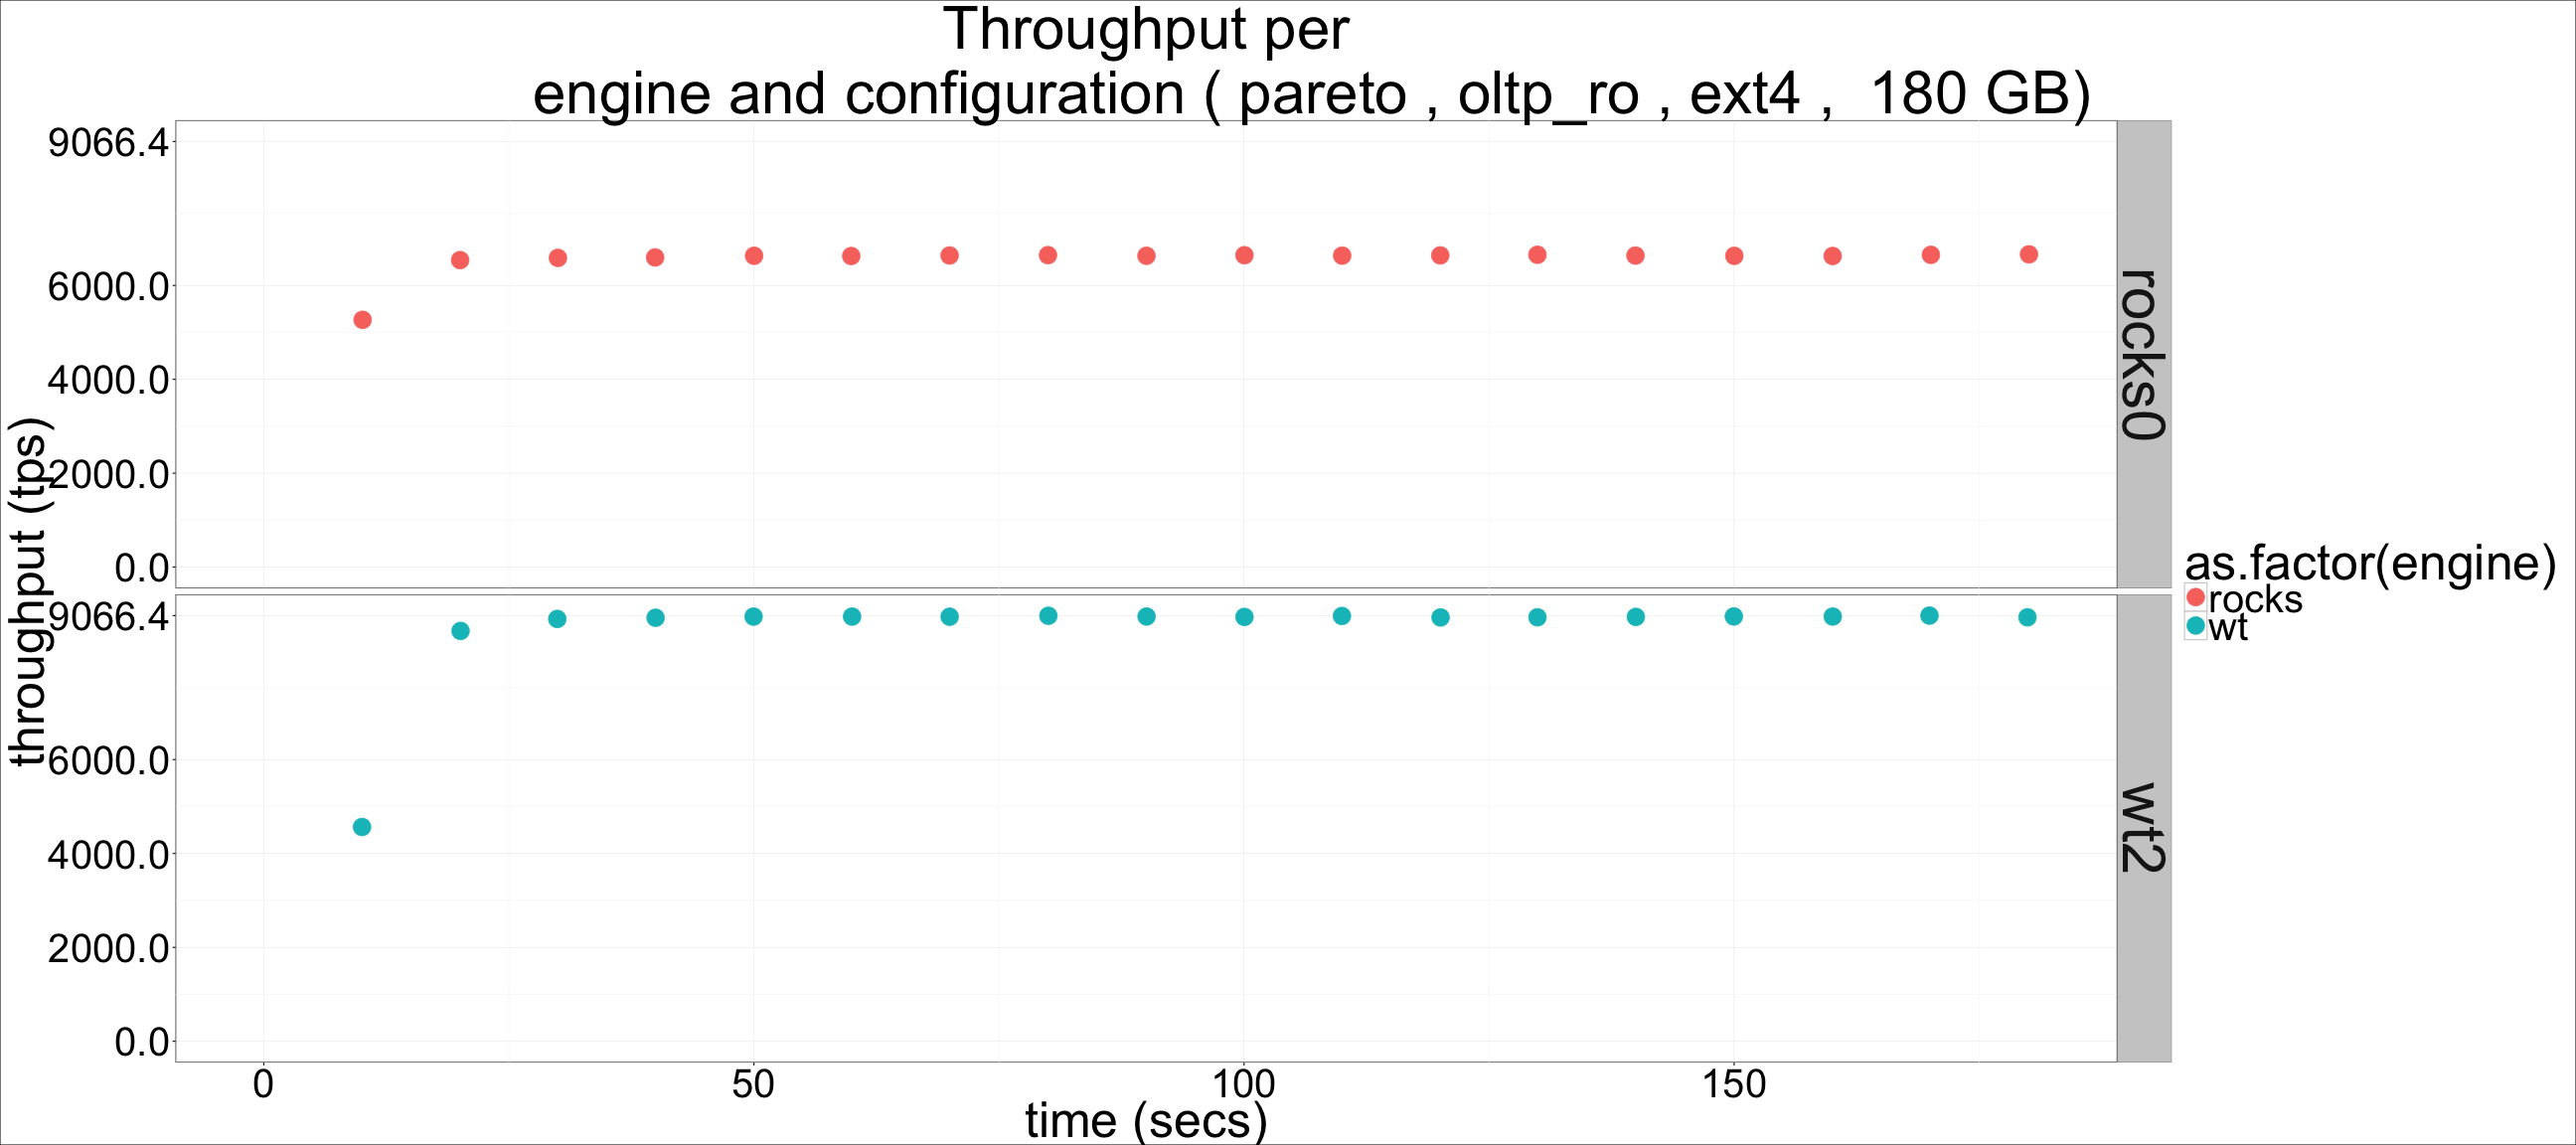 Throughput per
engine and configuration ( pareto , oltp_ro , ext4 ,  180 GB)
throughput (tps)
9066.4
6000.0
4000.0
2000.0
0.0
rocks0
9066.4
6000.0
4000.0
2000.0
0.0
wt2
0 50 100 150
time (secs)
as.factor(engine)
rocks
wt